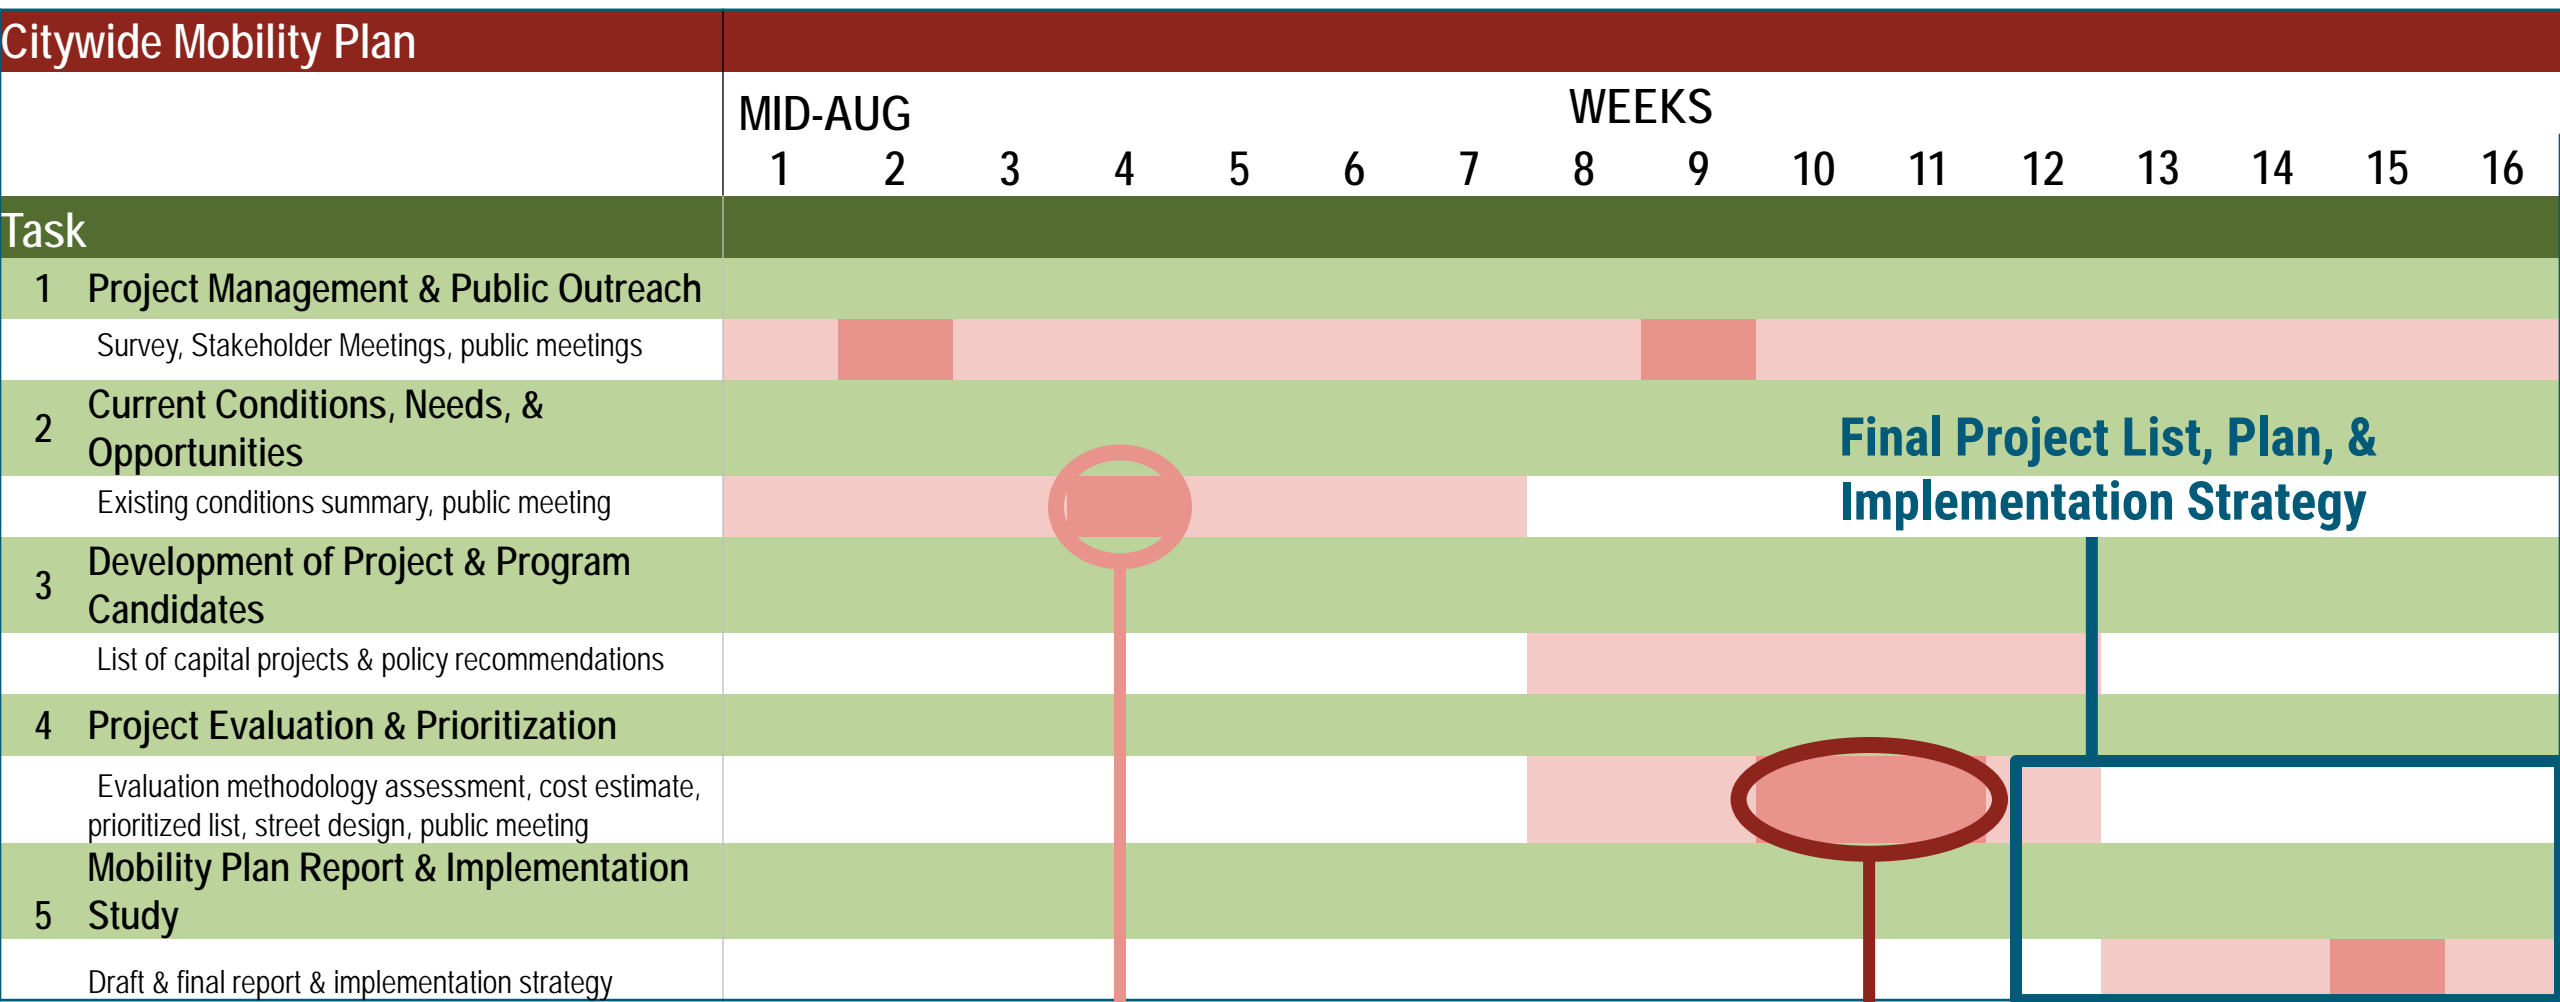 Citywide Mobility Plan
MID-AUG
WEEKS
1 2 3 4 5 6 7 8 9 10 11 12 13 14 15 16
Task
1 Project Management & Public Outreach
Survey, Stakeholder Meetings, public meetings
2 Current Conditions, Needs, &
Opportunities
Final Project List, Plan, &
Implementation Strategy
Existing conditions summary, public meeting
3 Development of Project & Program
Candidates
List of capital projects & policy recommendations
4 Project Evaluation & Prioritization
Evaluation methodology assessment, cost estimate,
prioritized list, street design, public meeting
Mobility Plan Report & Implementation
5 Study
Draft & final report & implementation strategy